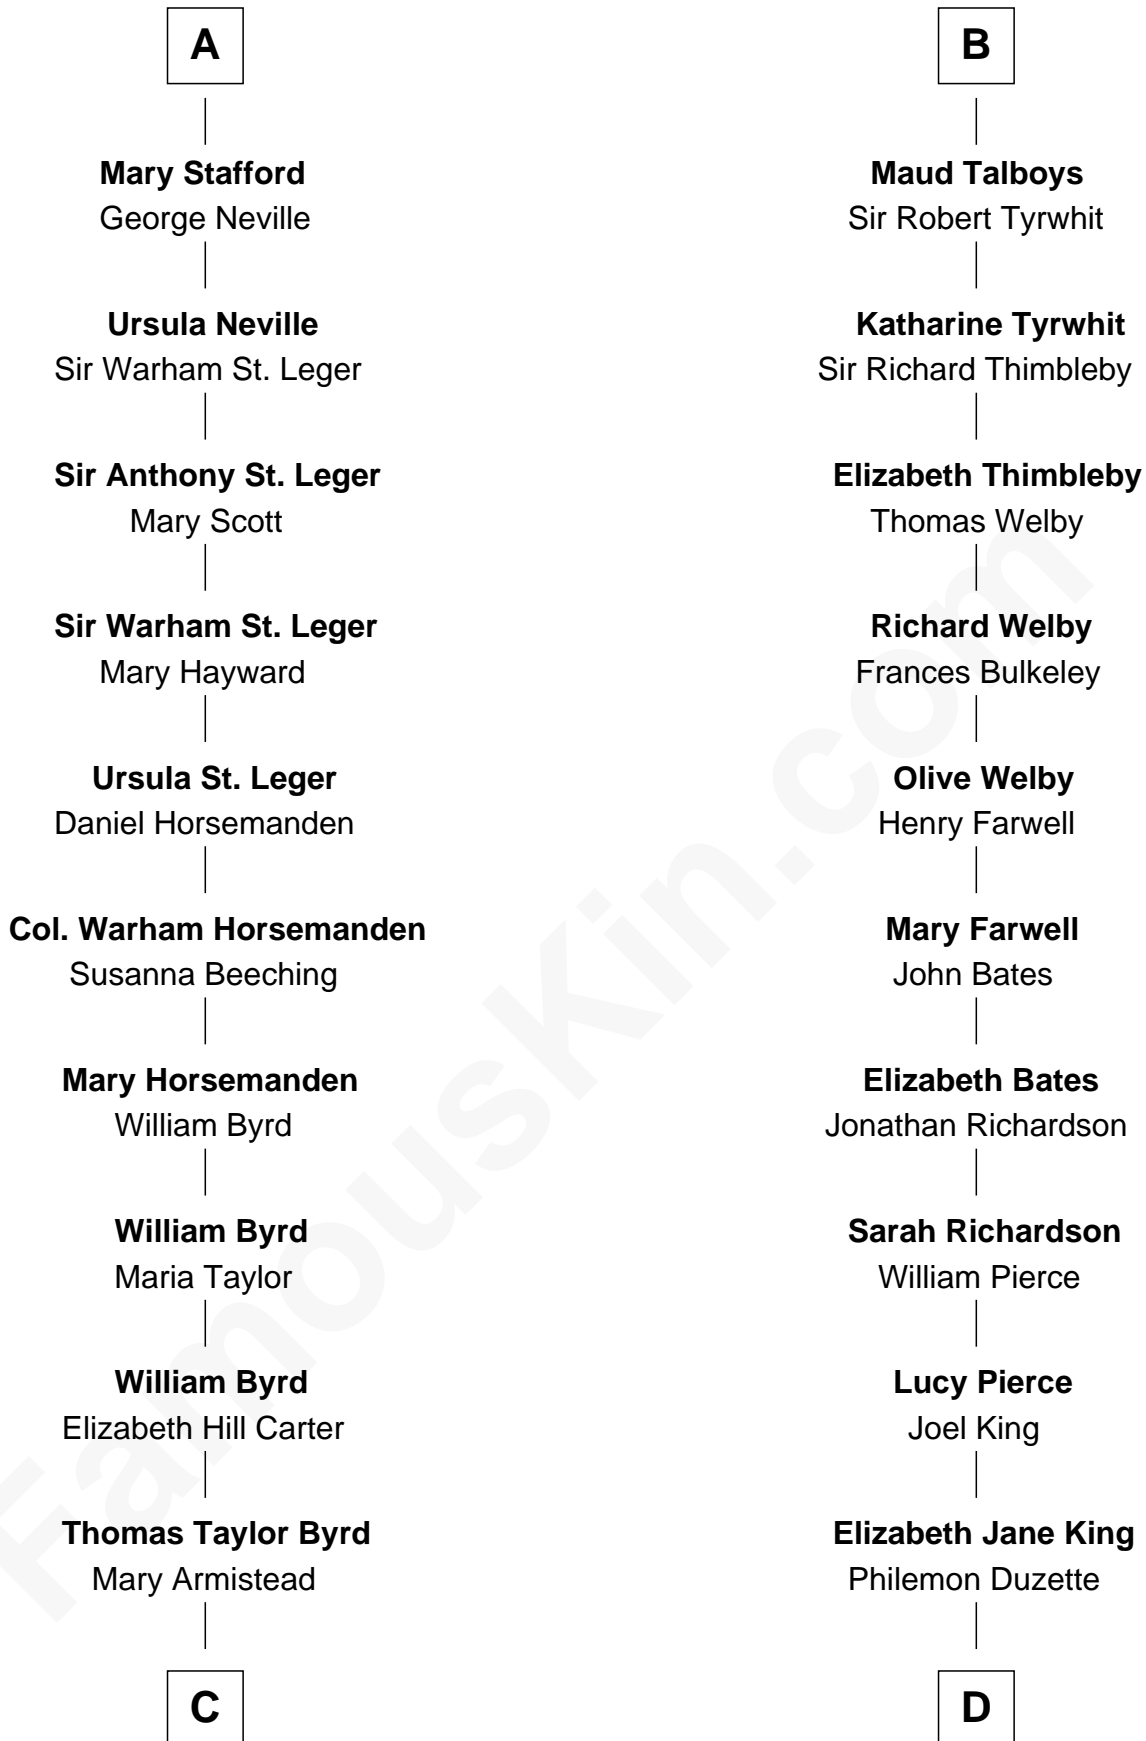 A
Mary Stafford
George Neville
Ursula Neville
Sir Warham St. Leger
Sir Anthony St. Leger
Mary Scott
Sir Warham St. Leger
Mary Hayward
Ursula St. Leger
Daniel Horsemanden
Col. Warham Horsemanden
Susanna Beeching
Mary Horsemanden
William Byrd
William Byrd
Maria Taylor
William Byrd
Elizabeth Hill Carter
Thomas Taylor Byrd
Mary Armistead
C
B
Maud Talboys
Sir Robert Tyrwhit
Katharine Tyrwhit
Sir Richard Thimbleby
Elizabeth Thimbleby
Thomas Welby
Richard Welby
Frances Bulkeley
Olive Welby
Henry Farwell
Mary Farwell
John Bates
Elizabeth Bates
Jonathan Richardson
Sarah Richardson
William Pierce
Lucy Pierce
Joel King
Elizabeth Jane King
Philemon Duzette
D
FamousKin.com